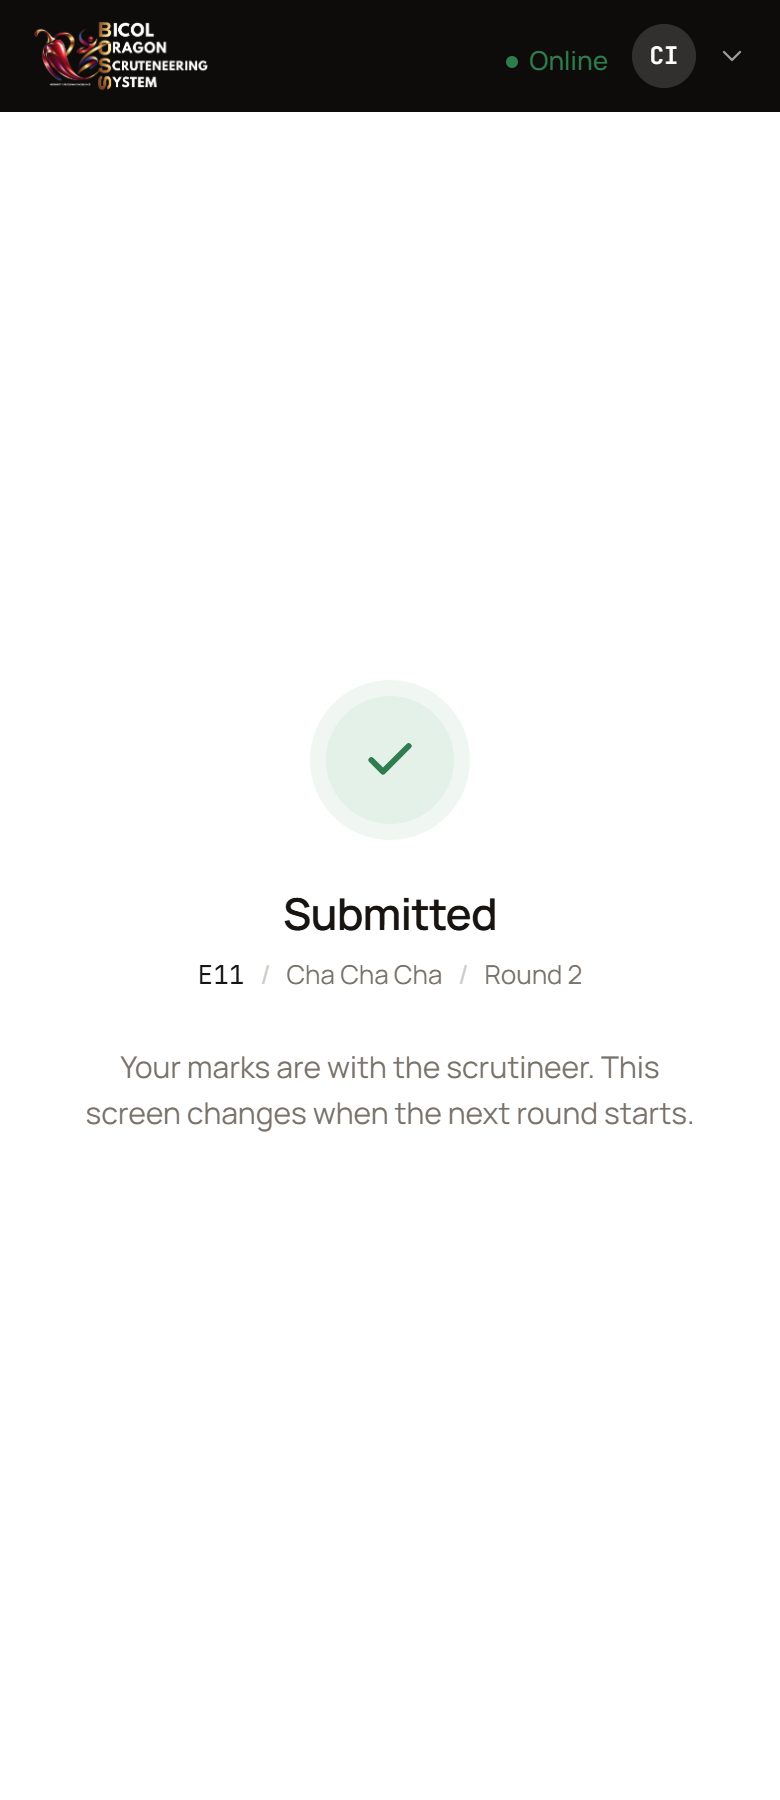 BICOL
DRAGON
SCRUTENEERING
SYSTEM
Online
CI
Submitted
E11 / Cha Cha Cha / Round 2
Your marks are with the scrutineer. This
screen changes when the next round starts.